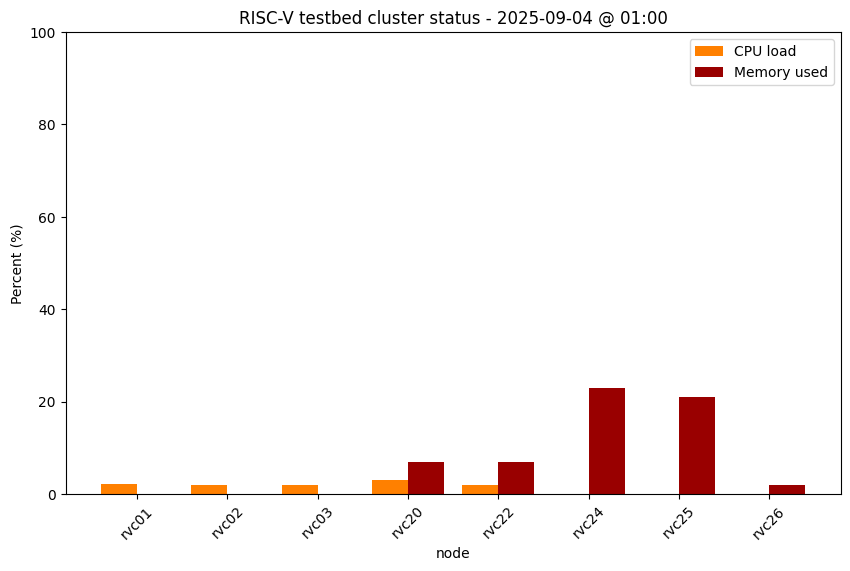 RISC-V testbed cluster status - 2025-09-04 @ 01:00
CPU load
Memory used
Percent (%)
100
80
60
40
20
0
rvc01
rvc02
rvc03
rvc20
rvc22
rvc24
rvc25
rvc26
node